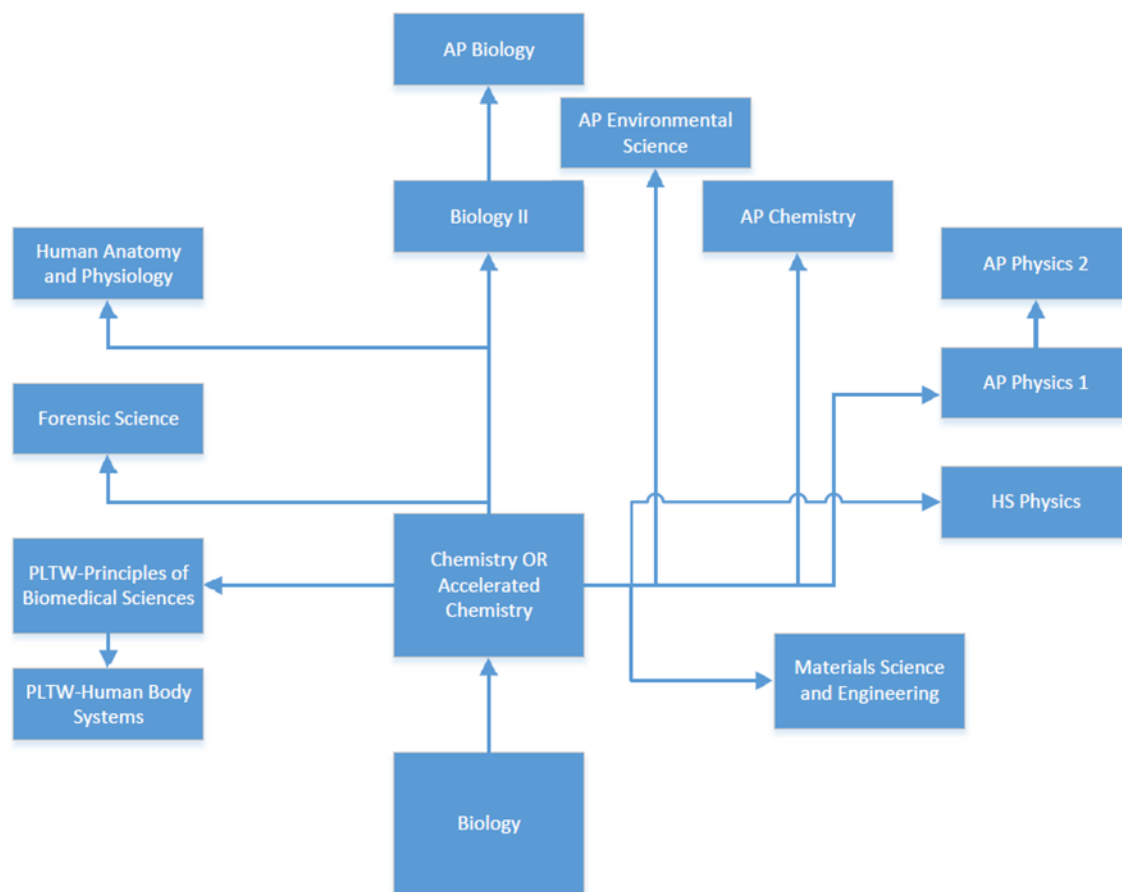 AP Biology
AP Environmental
Science
Biology II
AP Chemistry
Human Anatomy
and Physiology
AP Physics 2
AP Physics 1
Forensic Science
HS Physics
Chemistry OR
Accelerated
Chemistry
PLTW-Principles of
Biomedical Sciences
Materials Science
and Engineering
PLTW-Human Body
Systems
Biology